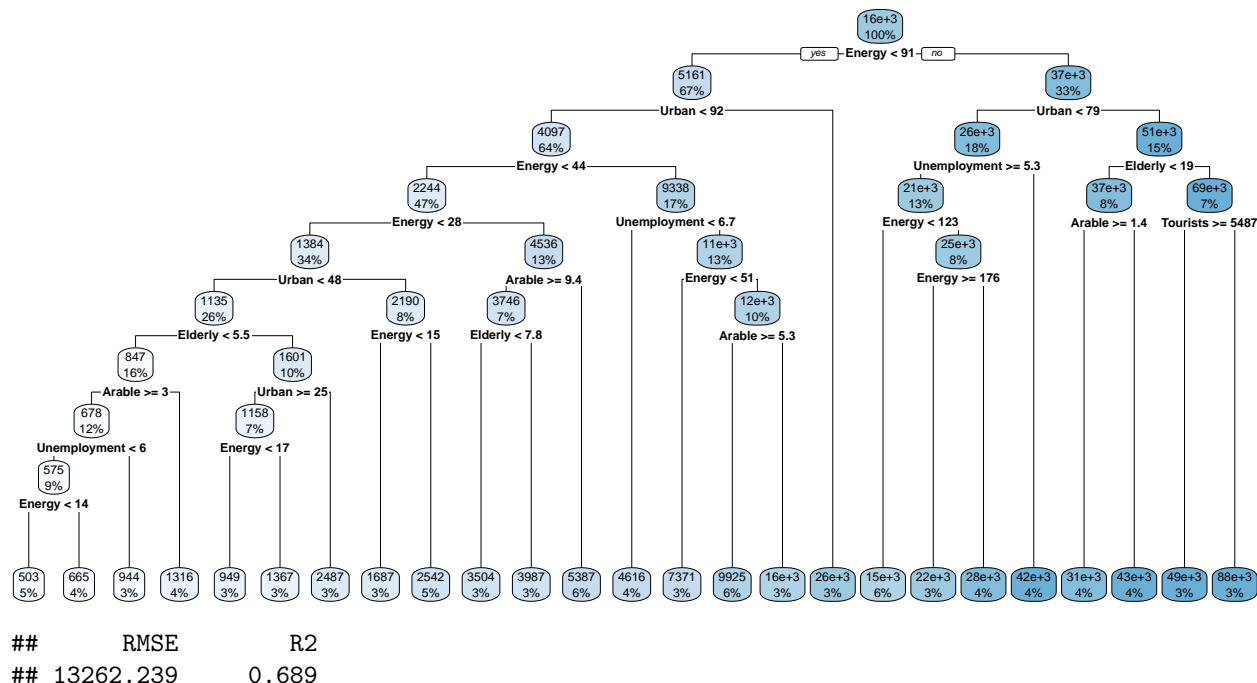 16e+3
100%
yes Energy < 91 no
5161 37e+3
67% 33%
Urban < 92 Urban < 79
4097 26e+3 51e+3
64% 18% 15%
Energy < 44 Unemployment >= 5.3 Elderly < 19
2244 9338 21e+3 37e+3 69e+3
47% 17% 13% 8% 7%
Energy < 28 Unemployment < 6.7 Energy < 123 Arable >= 1.4 Tourists >= 5487
1384 4536 11e+3 25e+3
34% 13% 13% 8%
Urban < 48 Arable >= 9.4 Energy < 51 Energy >= 176
1135 2190 3746 12e+3
26% 8% 7% 10%
Elderly < 5.5 Energy < 15 Elderly < 7.8 Arable >= 5.3
847 1601
16% 10%
Arable >= 3 Urban >= 25
678 1158
12% 7%
Unemployment < 6 Energy < 17
575
9%
Energy < 14
503 665 944 1316 949 1367 2487 1687 2542 3504 3987 5387 4616 7371 9925 16e+3 26e+3 15e+3 22e+3 28e+3 42e+3 31e+3 43e+3 49e+3 88e+3
5% 4% 3% 4% 3% 3% 3% 3% 5% 3% 3% 6% 4% 3% 6% 3% 3% 6% 3% 4% 4% 4% 4% 3% 3%
## RMSE R2
## 13262.239 0.689